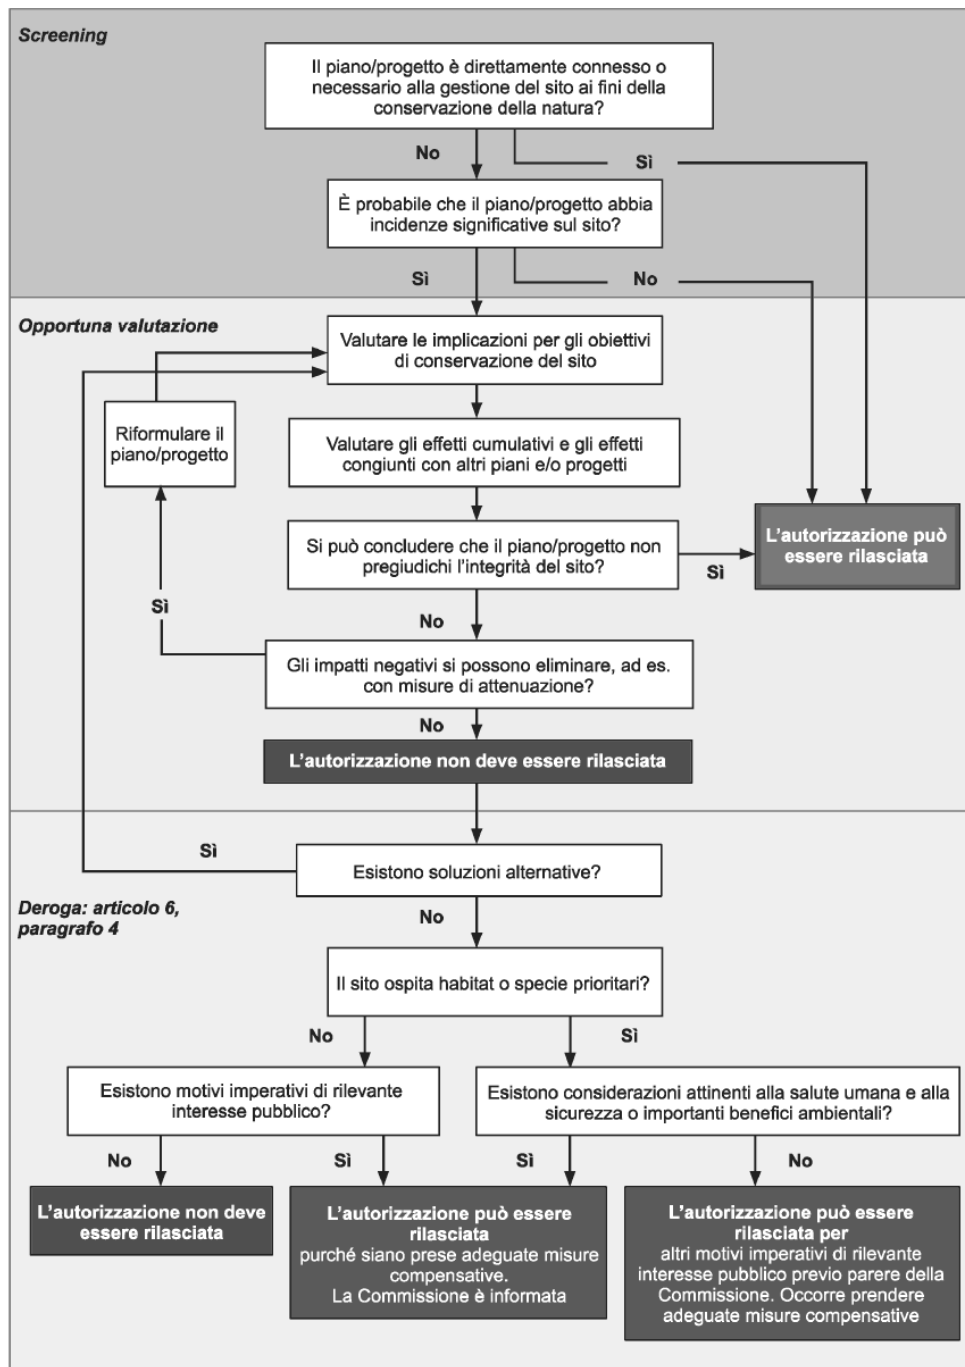 Screening
Il piano/progetto è direttamente connesso o
necessario alla gestione del sito ai fini della
conservazione della natura?
No
Sì
È probabile che il piano/progetto abbia
incidenze significative sul sito?
Sì
No
Opportuna valutazione
Valutare le implicazioni per gli obiettivi
di conservazione del sito
Riformulare il
piano/progetto
Valutare gli effetti cumulativi e gli effetti
congiunti con altri piani e/o progetti
Si può concludere che il piano/progetto non
pregiudichi l'integrità del sito?
Sì
L'autorizzazione può
essere rilasciata
Sì
No
Gli impatti negativi si possono eliminare, ad es.
con misure di attenuazione?
No
L'autorizzazione non deve essere rilasciata
Sì
Esistono soluzioni alternative?
Deroga: articolo 6,
paragrafo 4
No
Il sito ospita habitat o specie prioritari?
No
Sì
Esistono motivi imperativi di rilevante
interesse pubblico?
Esistono considerazioni attinenti alla salute umana e alla
sicurezza o importanti benefici ambientali?
No
Sì
Sì
No
L'autorizzazione non deve
essere rilasciata
L'autorizzazione può essere
rilasciata
purché siano prese adeguate misure
compensative.
La Commissione è informata
L'autorizzazione può essere
rilasciata per
altri motivi imperativi di rilevante
interesse pubblico previo parere della
Commissione. Occorre prendere
adeguate misure compensative